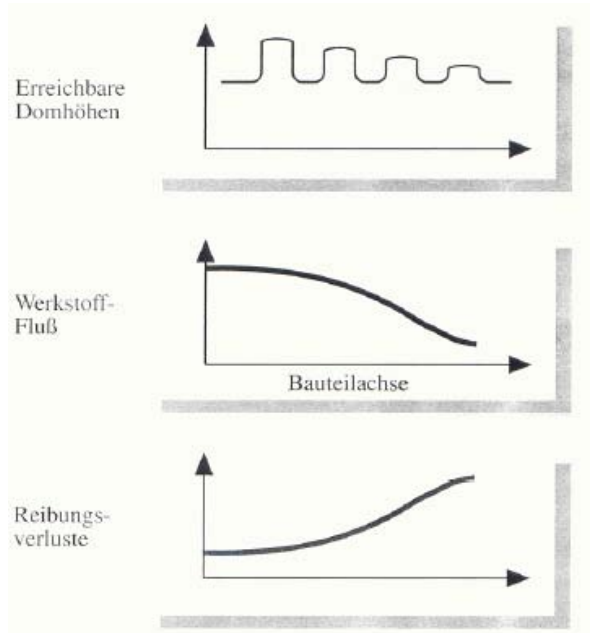 Erreichbare
Domhöhen
Werkstoff-
Fluß
Bauteilachse
Reibungs-
verluste